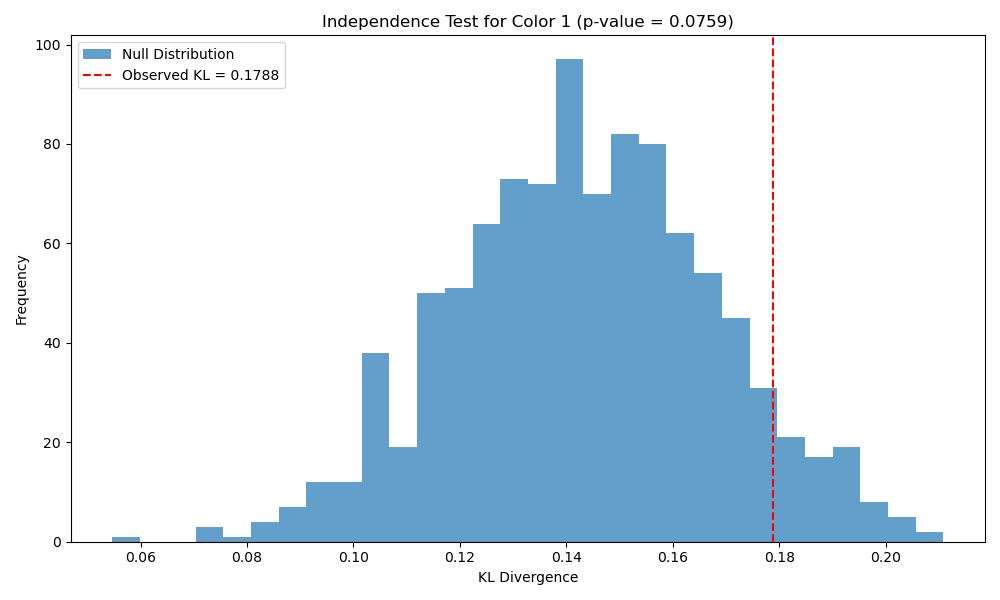 Independence Test for Color 1 (p-value = 0.0759)
Null Distribution
Observed KL = 0.1788
Frequency
100
80
60
40
20
0
0.06 0.08 0.10 0.12 0.14 0.16 0.18 0.20
KL Divergence